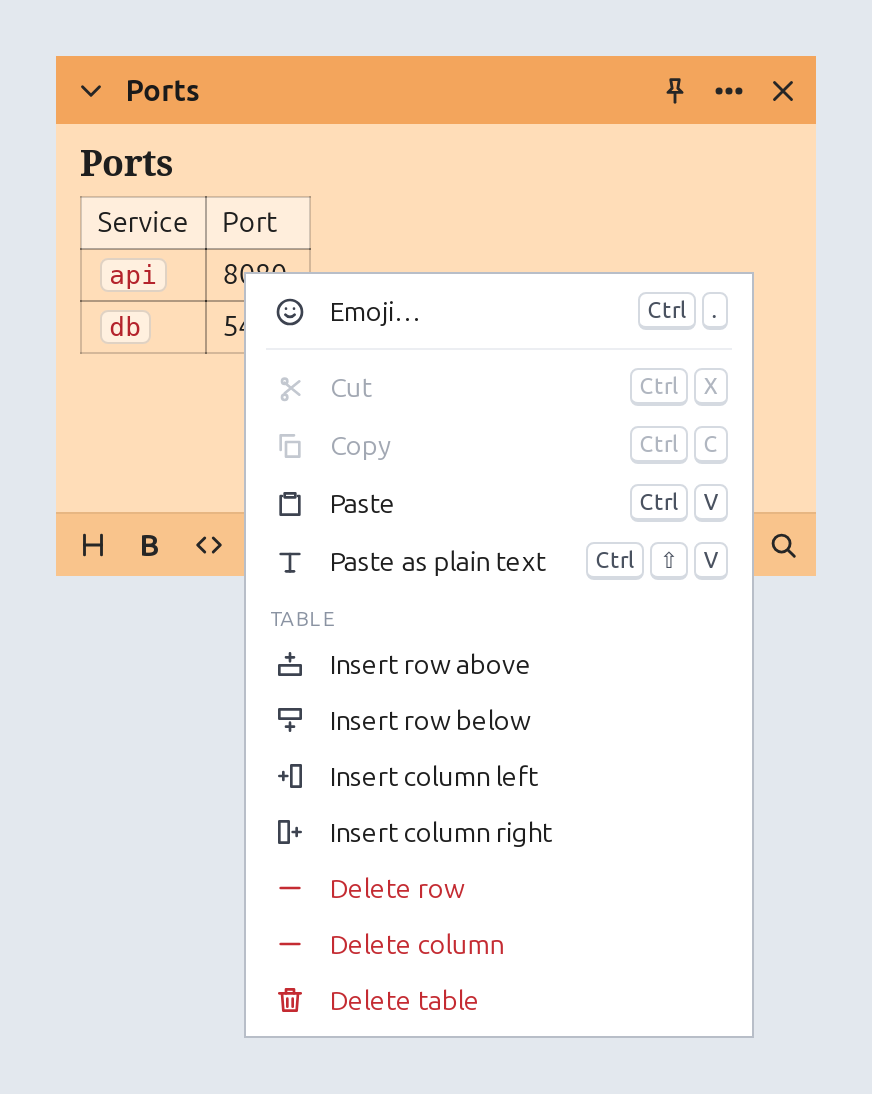 Ports
Ports
Service Port
api 8080
db
Emoji… Ctrl .
Cut Ctrl X
Copy Ctrl C
Paste Ctrl V
Paste as plain text Ctrl ⇧ V
TABLE
Insert row above
Insert row below
Insert column left
Insert column right
Delete row
Delete column
Delete table